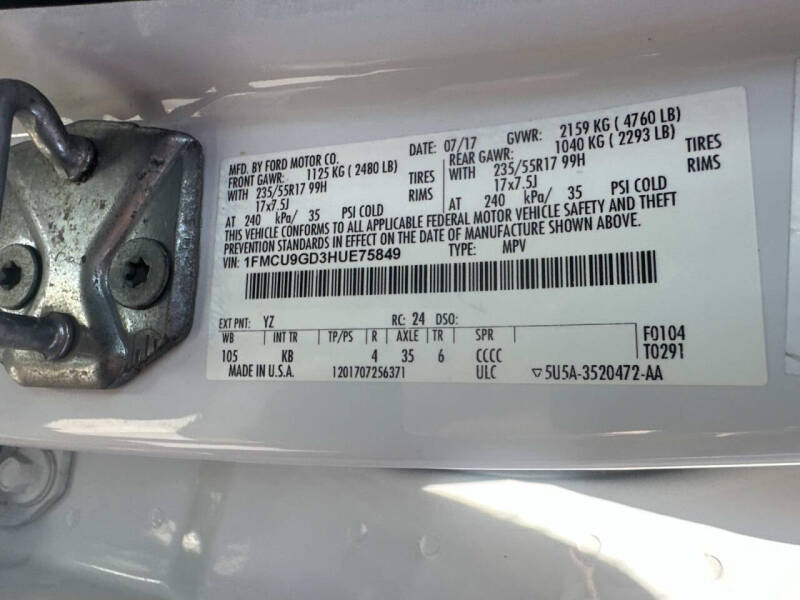 MFD. BY FORD MOTOR CO. DATE: 07/17 GVWR: 2159 KG ( 4760 LB)
FRONT GAWR: 1125 KG ( 2480 LB) REAR GAWR: 1040 KG ( 2293 LB)
WITH 235/55R17 99H TIRES WITH 235/55R17 99H TIRES
17x7.5J RIMS 17x7.5J RIMS
AT 240 kPa/ 35 PSI COLD AT 240 kPa/ 35 PSI COLD
THIS VEHICLE CONFORMS TO ALL APPLICABLE FEDERAL MOTOR VEHICLE SAFETY AND THEFT
PREVENTION STANDARDS IN EFFECT ON THE DATE OF MANUFACTURE SHOWN ABOVE.
VIN: 1FMCU9GD3HUE75849 TYPE: MPV
EXT PNT: YZ RC: 24 DSO:
WB INT TR TP/PS R AXLE TR SPR F0104
105 KB 4 35 6 CCCC T0291
MADE IN U.S.A. 1201707256371 ULC ▽5U5A-3520472-AA